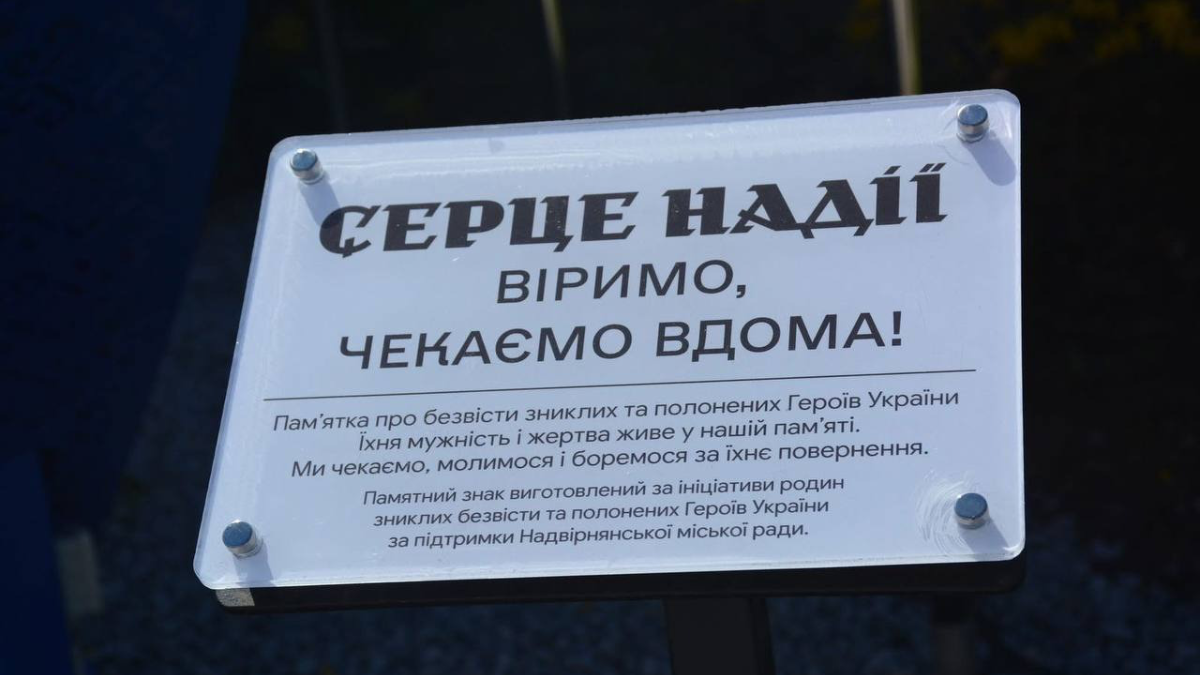 СЕРЦЕ НАДІЇ
ВІРИМО,
ЧЕКАЄМО ВДОМА!
Пам'ятка про безвісти зниклих та полонених Героїв України
Їхня мужність і жертва живе у нашій пам'яті.
Ми чекаємо, молимося і боремося за їхнє повернення.
Памятний знак виготовлений за ініціативи родин
зниклих безвісти та полонених Героїв України
за підтримки Надвірнянської міської ради.